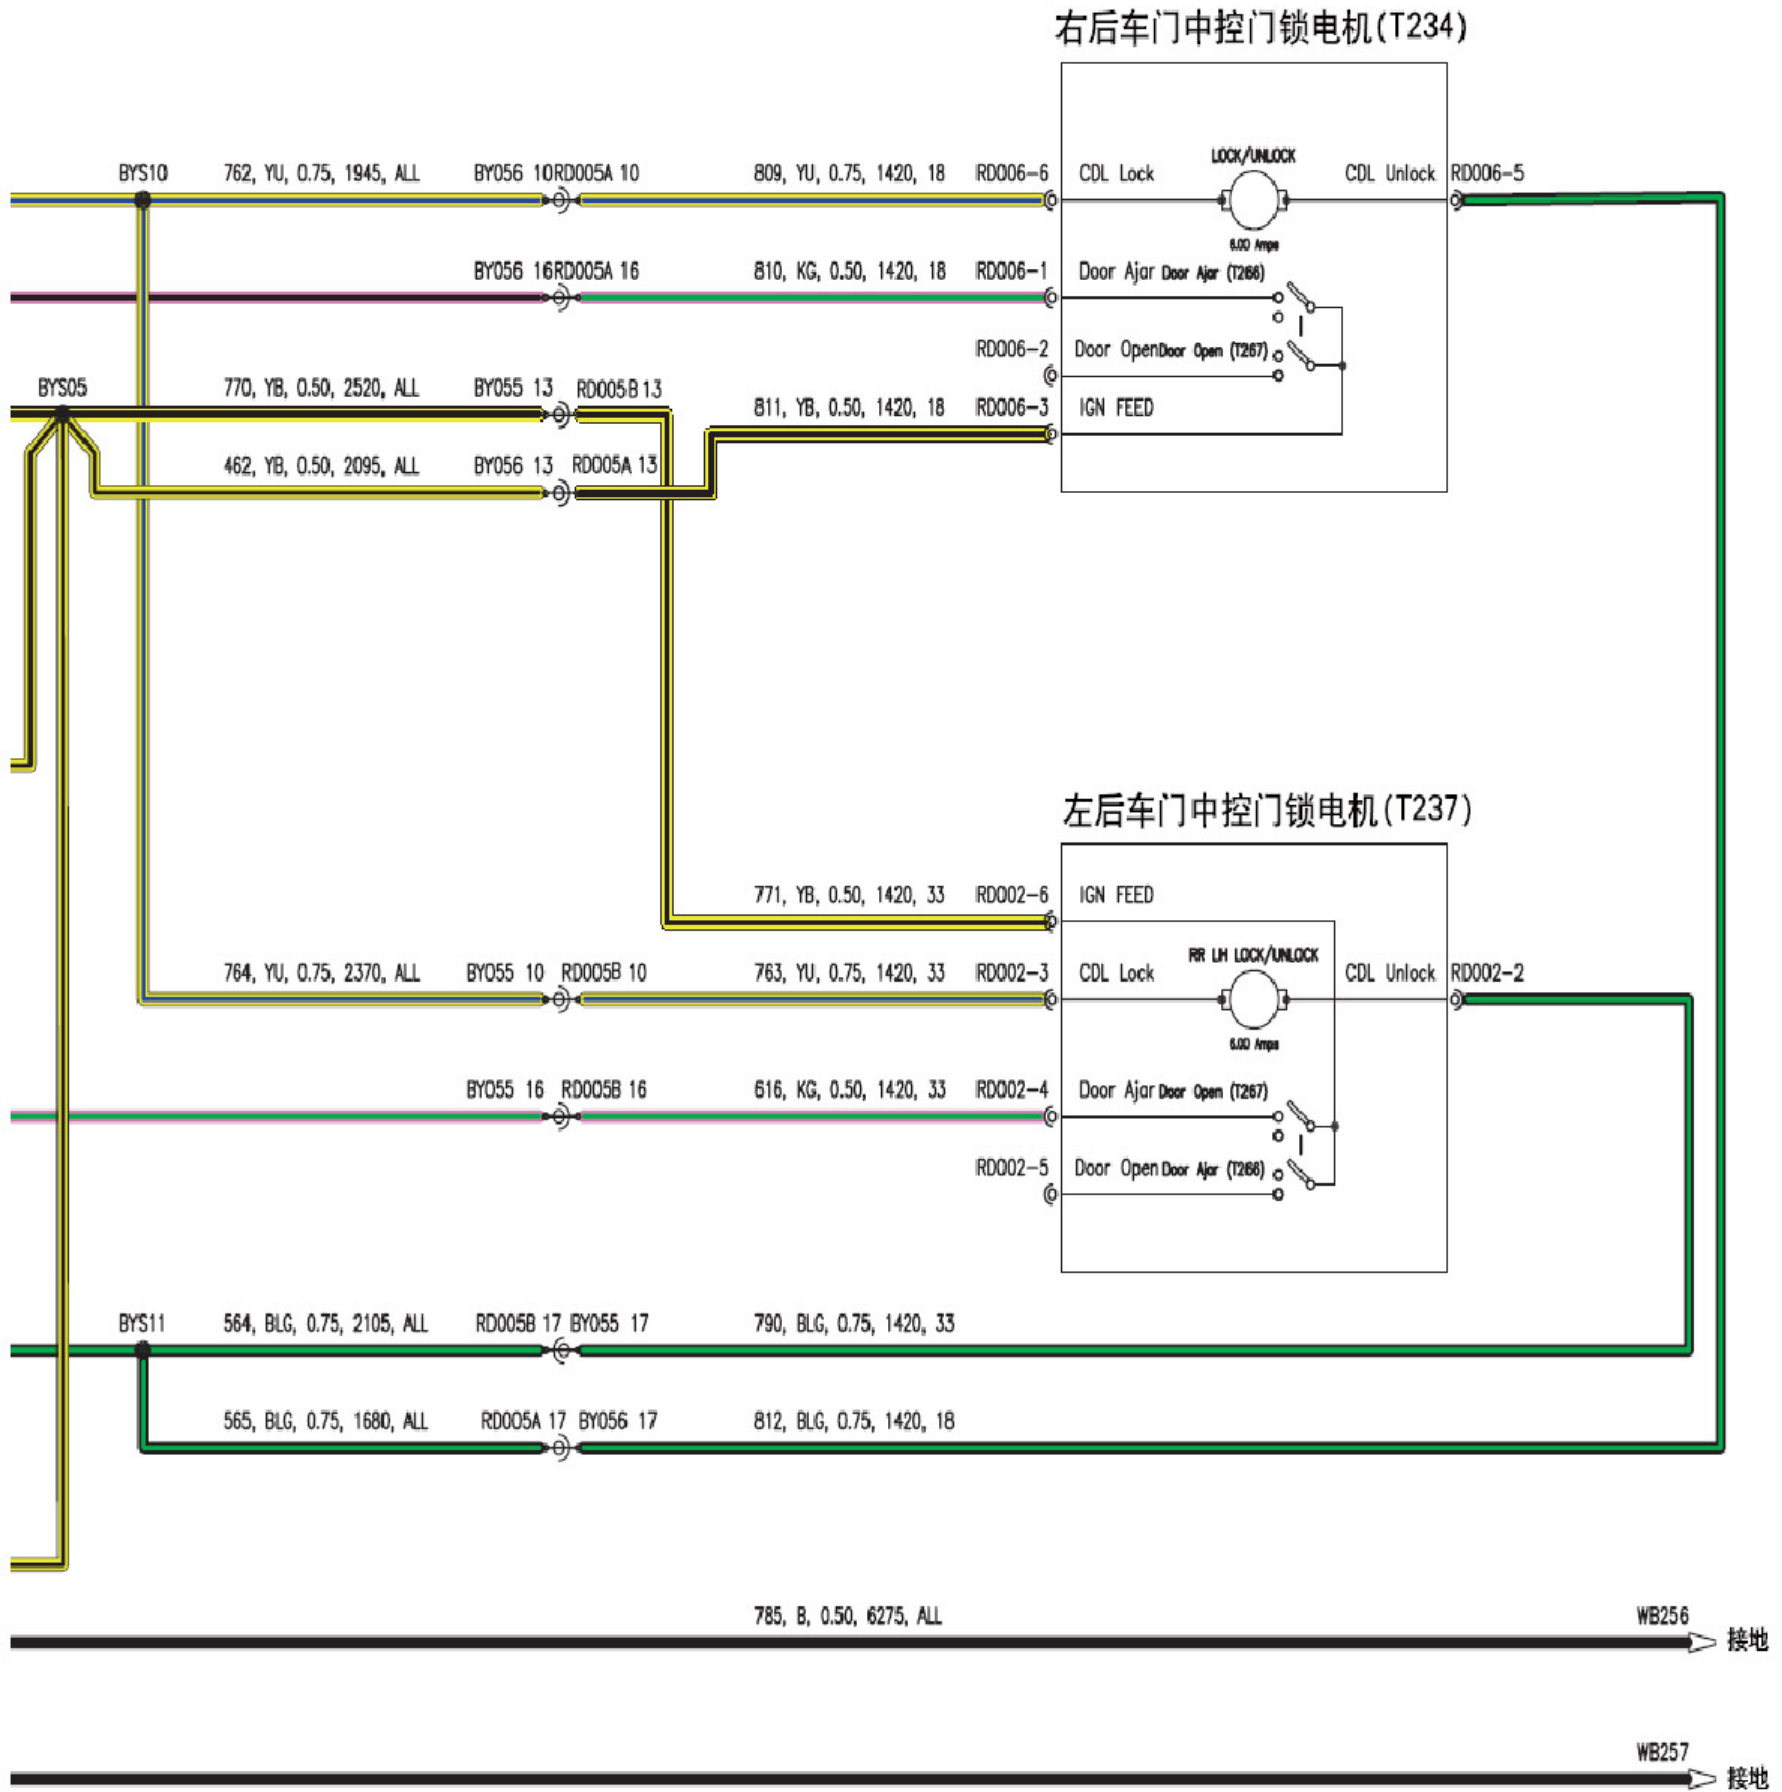 右后车门中控门锁电机(T234)
LOCK/UNLOCK
BYS10 762, YU, 0.75, 1945, ALL BY056 10 RD005A 10 809, YU, 0.75, 1420, 18 RD006-6 CDL Lock CDL Unlock RD006-5
6.00 Amps
BY056 16 RD005A 16 810, KG, 0.50, 1420, 18 RD006-1 Door Ajar Door Ajar (T266)
RD006-2 Door Open Door Open (T267)
BYS05 770, YB, 0.50, 2520, ALL BY055 13 RD005B 13
811, YB, 0.50, 1420, 18 RD006-3 IGN FEED
462, YB, 0.50, 2095, ALL BY056 13 RD005A 13
左后车门中控门锁电机(T237)
771, YB, 0.50, 1420, 33 RD002-6 IGN FEED
RR LH LOCK/UNLOCK
764, YU, 0.75, 2370, ALL BY055 10 RD005B 10 763, YU, 0.75, 1420, 33 RD002-3 CDL Lock CDL Unlock RD002-2
6.00 Amps
BY055 16 RD005B 16 616, KG, 0.50, 1420, 33 RD002-4 Door Ajar Door Open (T267)
RD002-5 Door Open Door Ajar (T266)
BYS11 564, BLG, 0.75, 2105, ALL RD005B 17 BY055 17 790, BLG, 0.75, 1420, 33
565, BLG, 0.75, 1680, ALL RD005A 17 BY056 17 812, BLG, 0.75, 1420, 18
785, B, 0.50, 6275, ALL WB256
接地
WB257
接地